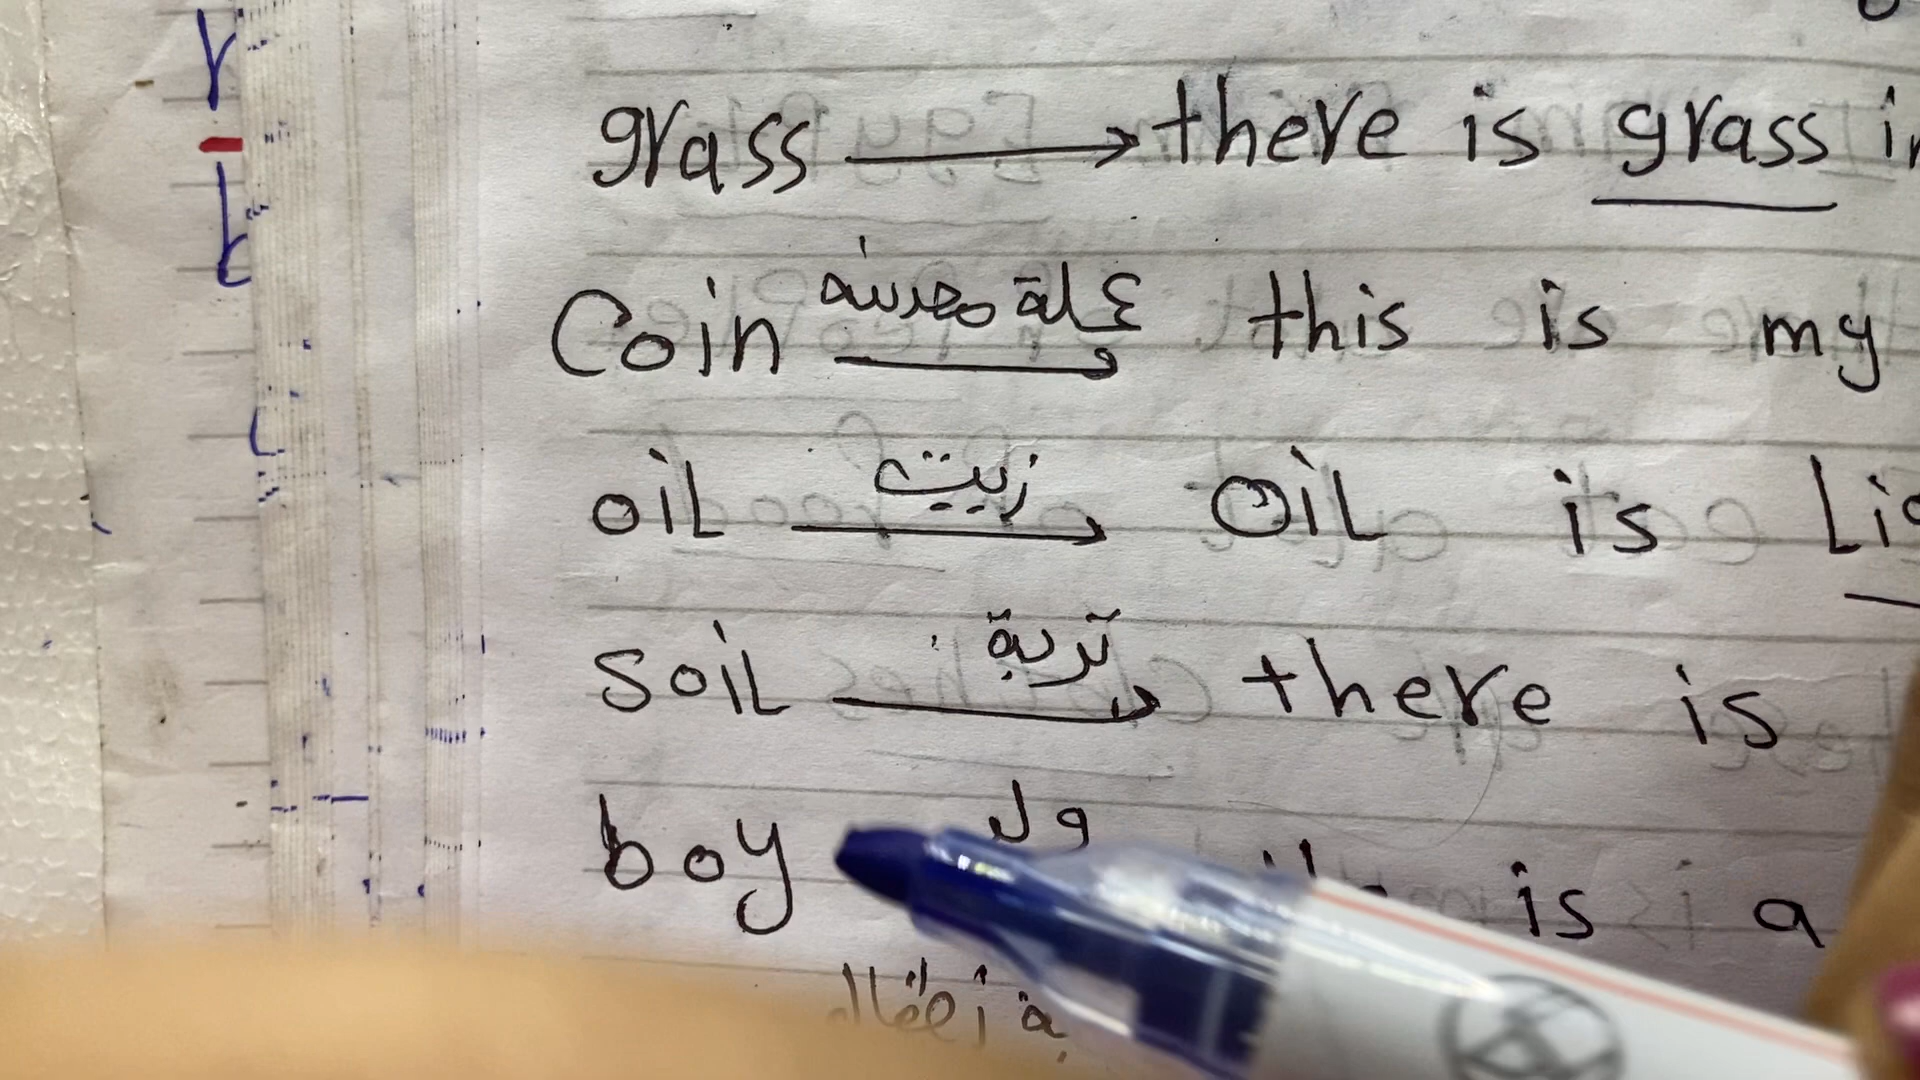 grass → there is grass
Coin عملة معدنية this is my
oil زيت Oil is
Soil تربة there is
boy ولد is a